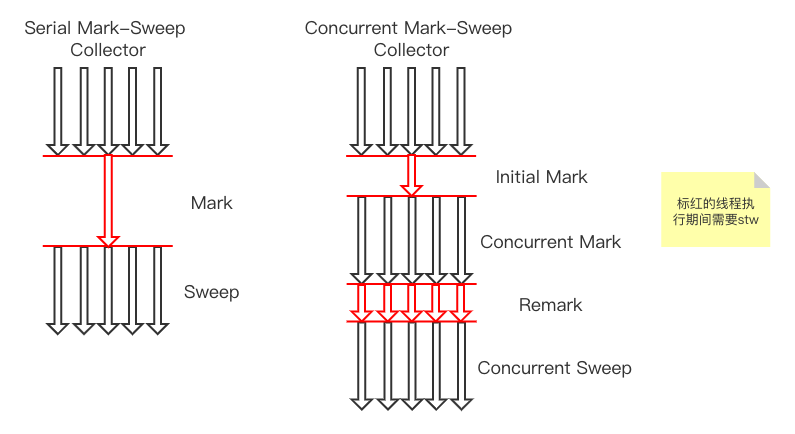 Serial Mark-Sweep
Collector
Concurrent Mark-Sweep
Collector
Mark
Sweep
Initial Mark
Concurrent Mark
Remark
Concurrent Sweep
标红的线程执
行期间需要stw